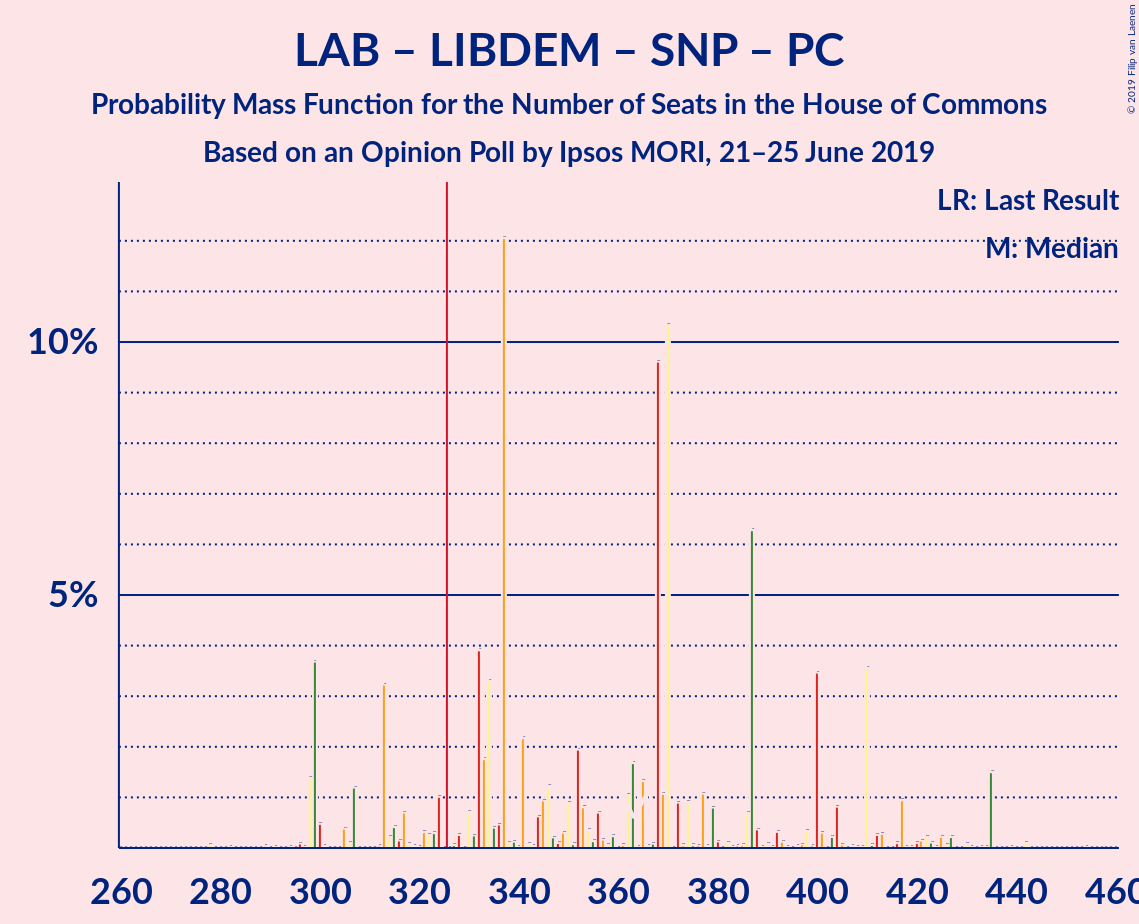 LAB – LIBDEM – SNP – PC
Probability Mass Function for the Number of Seats in the House of Commons
Based on an Opinion Poll by Ipsos MORI, 21–25 June 2019
© 2019 Filip van Laenen
LR: Last Result
M: Median
10%
5%
260 280 300 320 340 360 380 400 420 440 460